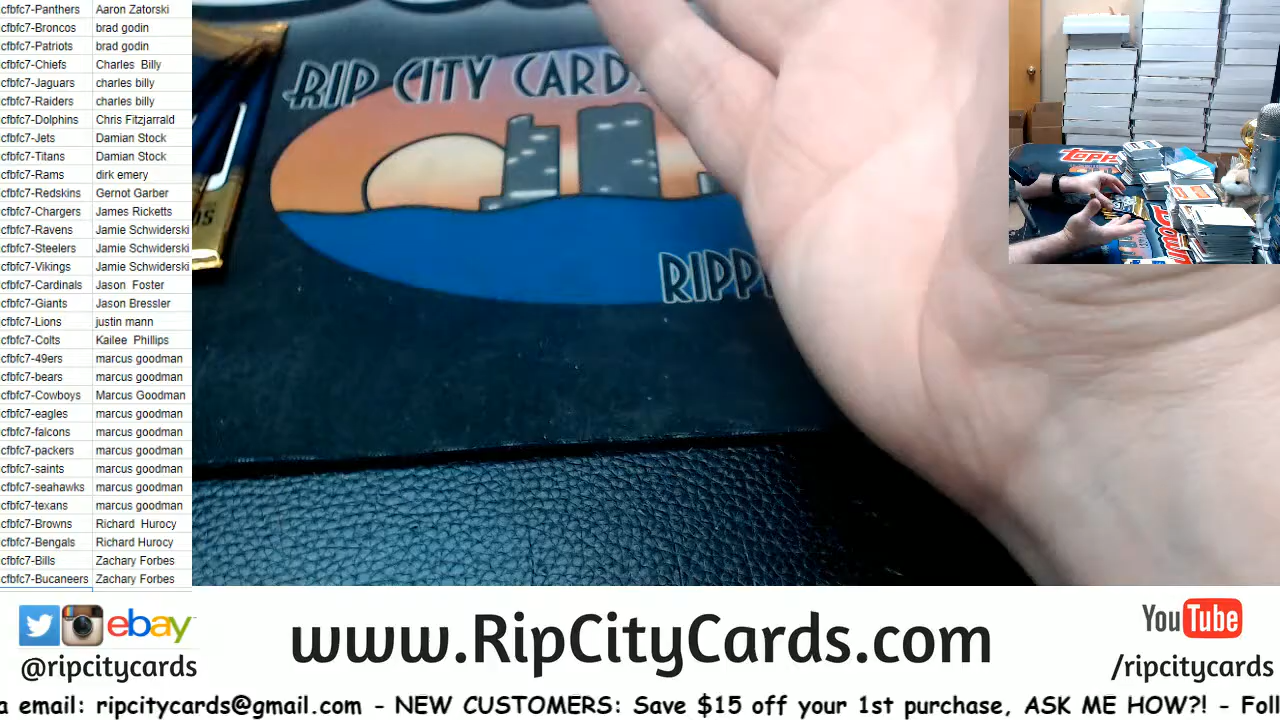 cfbfc7-Panthers Aaron Zatorski
cfbfc7-Broncos brad godin
cfbfc7-Patriots brad godin
cfbfc7-Chiefs Charles Billy
cfbfc7-Jaguars charles billy
cfbfc7-Raiders charles billy
cfbfc7-Dolphins Chris Fitzjarrald
cfbfc7-Jets Damian Stock
cfbfc7-Titans Damian Stock
cfbfc7-Rams dirk emery
cfbfc7-Redskins Gernot Garber
cfbfc7-Chargers James Ricketts
cfbfc7-Ravens Jamie Schwiderski
cfbfc7-Steelers Jamie Schwiderski
cfbfc7-Vikings Jamie Schwiderski
cfbfc7-Cardinals Jason Foster
cfbfc7-Giants Jason Bressler
cfbfc7-Lions justin mann
cfbfc7-Colts Kailee Phillips
cfbfc7-49ers marcus goodman
cfbfc7-bears marcus goodman
cfbfc7-Cowboys Marcus Goodman
cfbfc7-eagles marcus goodman
cfbfc7-falcons marcus goodman
cfbfc7-packers marcus goodman
cfbfc7-saints marcus goodman
cfbfc7-seahawks marcus goodman
cfbfc7-texans marcus goodman
cfbfc7-Browns Richard Hurocy
cfbfc7-Bengals Richard Hurocy
cfbfc7-Bills Zachary Forbes
cfbfc7-Bucaneers Zachary Forbes
RIP CITY CARD
RIPP
Topps
ebay
@ripcitycards
www.RipCityCards.com
YouTube
/ripcitycards
a email: ripcitycards@gmail.com - NEW CUSTOMERS: Save $15 off your 1st purchase, ASK ME HOW?! - Foll